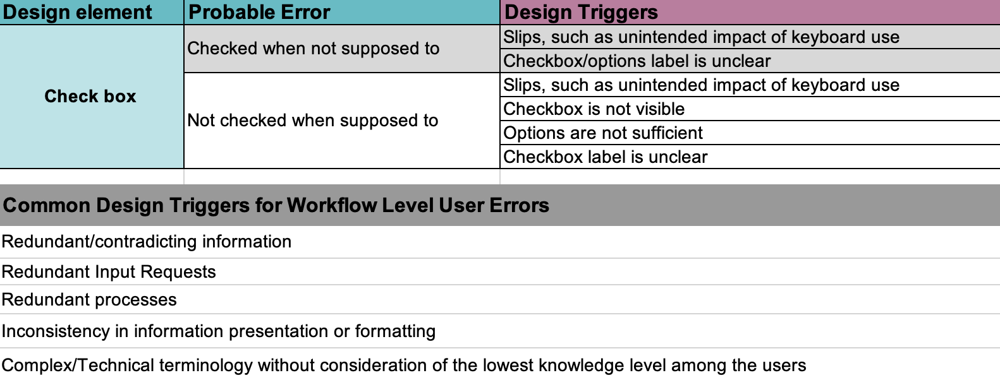 Design element
Probable Error
Design Triggers
Check box
Checked when not supposed to
Slips, such as unintended impact of keyboard use
Checkbox/options label is unclear
Not checked when supposed to
Slips, such as unintended impact of keyboard use
Checkbox is not visible
Options are not sufficient
Checkbox label is unclear
Common Design Triggers for Workflow Level User Errors
Redundant/contradicting information
Redundant Input Requests
Redundant processes
Inconsistency in information presentation or formatting
Complex/Technical terminology without consideration of the lowest knowledge level among the users